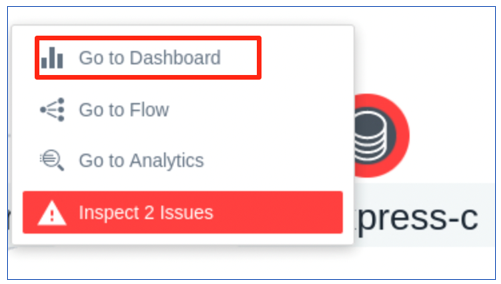 Go to Dashboard
Go to Flow
Go to Analytics
Inspect 2 Issues
press-c